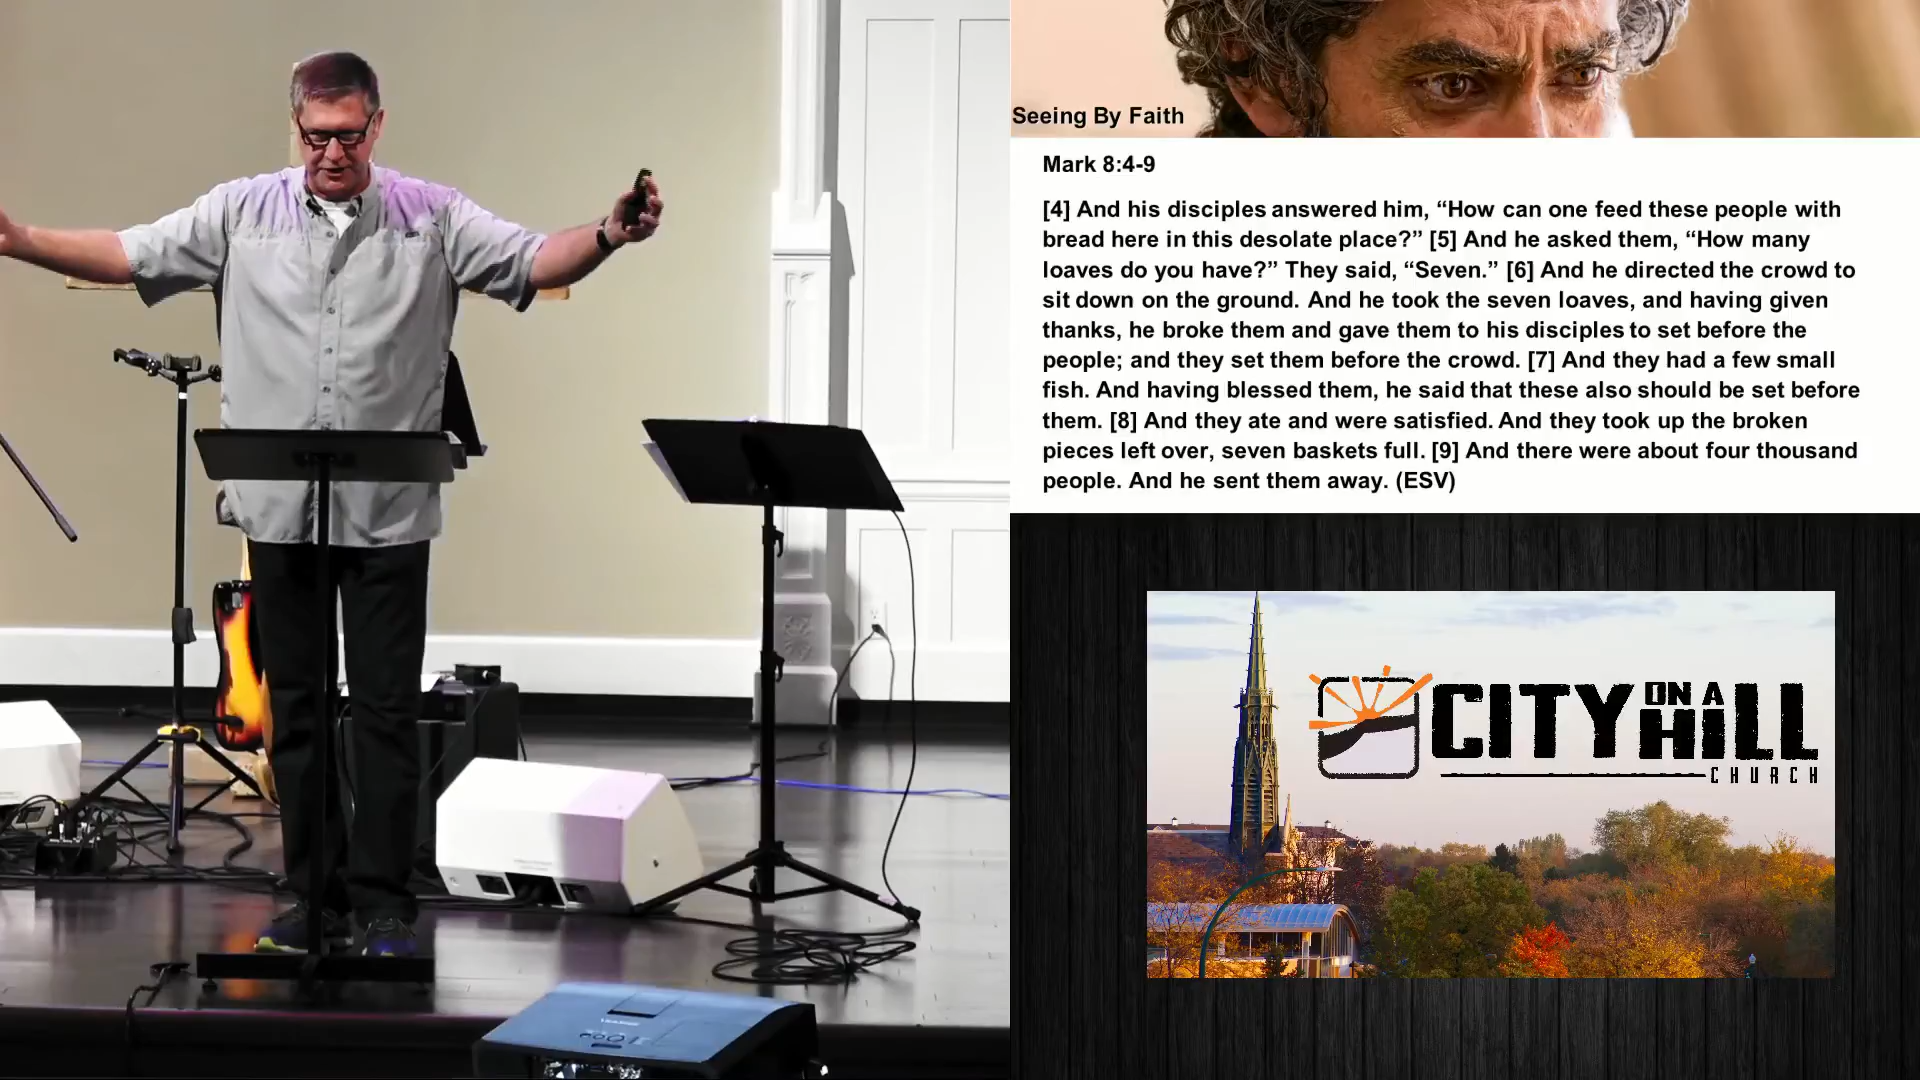 Seeing By Faith
Mark 8:4-9
[4] And his disciples answered him, “How can one feed these people with
bread here in this desolate place?” [5] And he asked them, “How many
loaves do you have?” They said, “Seven.” [6] And he directed the crowd to
sit down on the ground. And he took the seven loaves, and having given
thanks, he broke them and gave them to his disciples to set before the
people; and they set them before the crowd. [7] And they had a few small
fish. And having blessed them, he said that these also should be set before
them. [8] And they ate and were satisfied. And they took up the broken
pieces left over, seven baskets full. [9] And there were about four thousand
people. And he sent them away. (ESV)
CITY ON A HILL
CHURCH